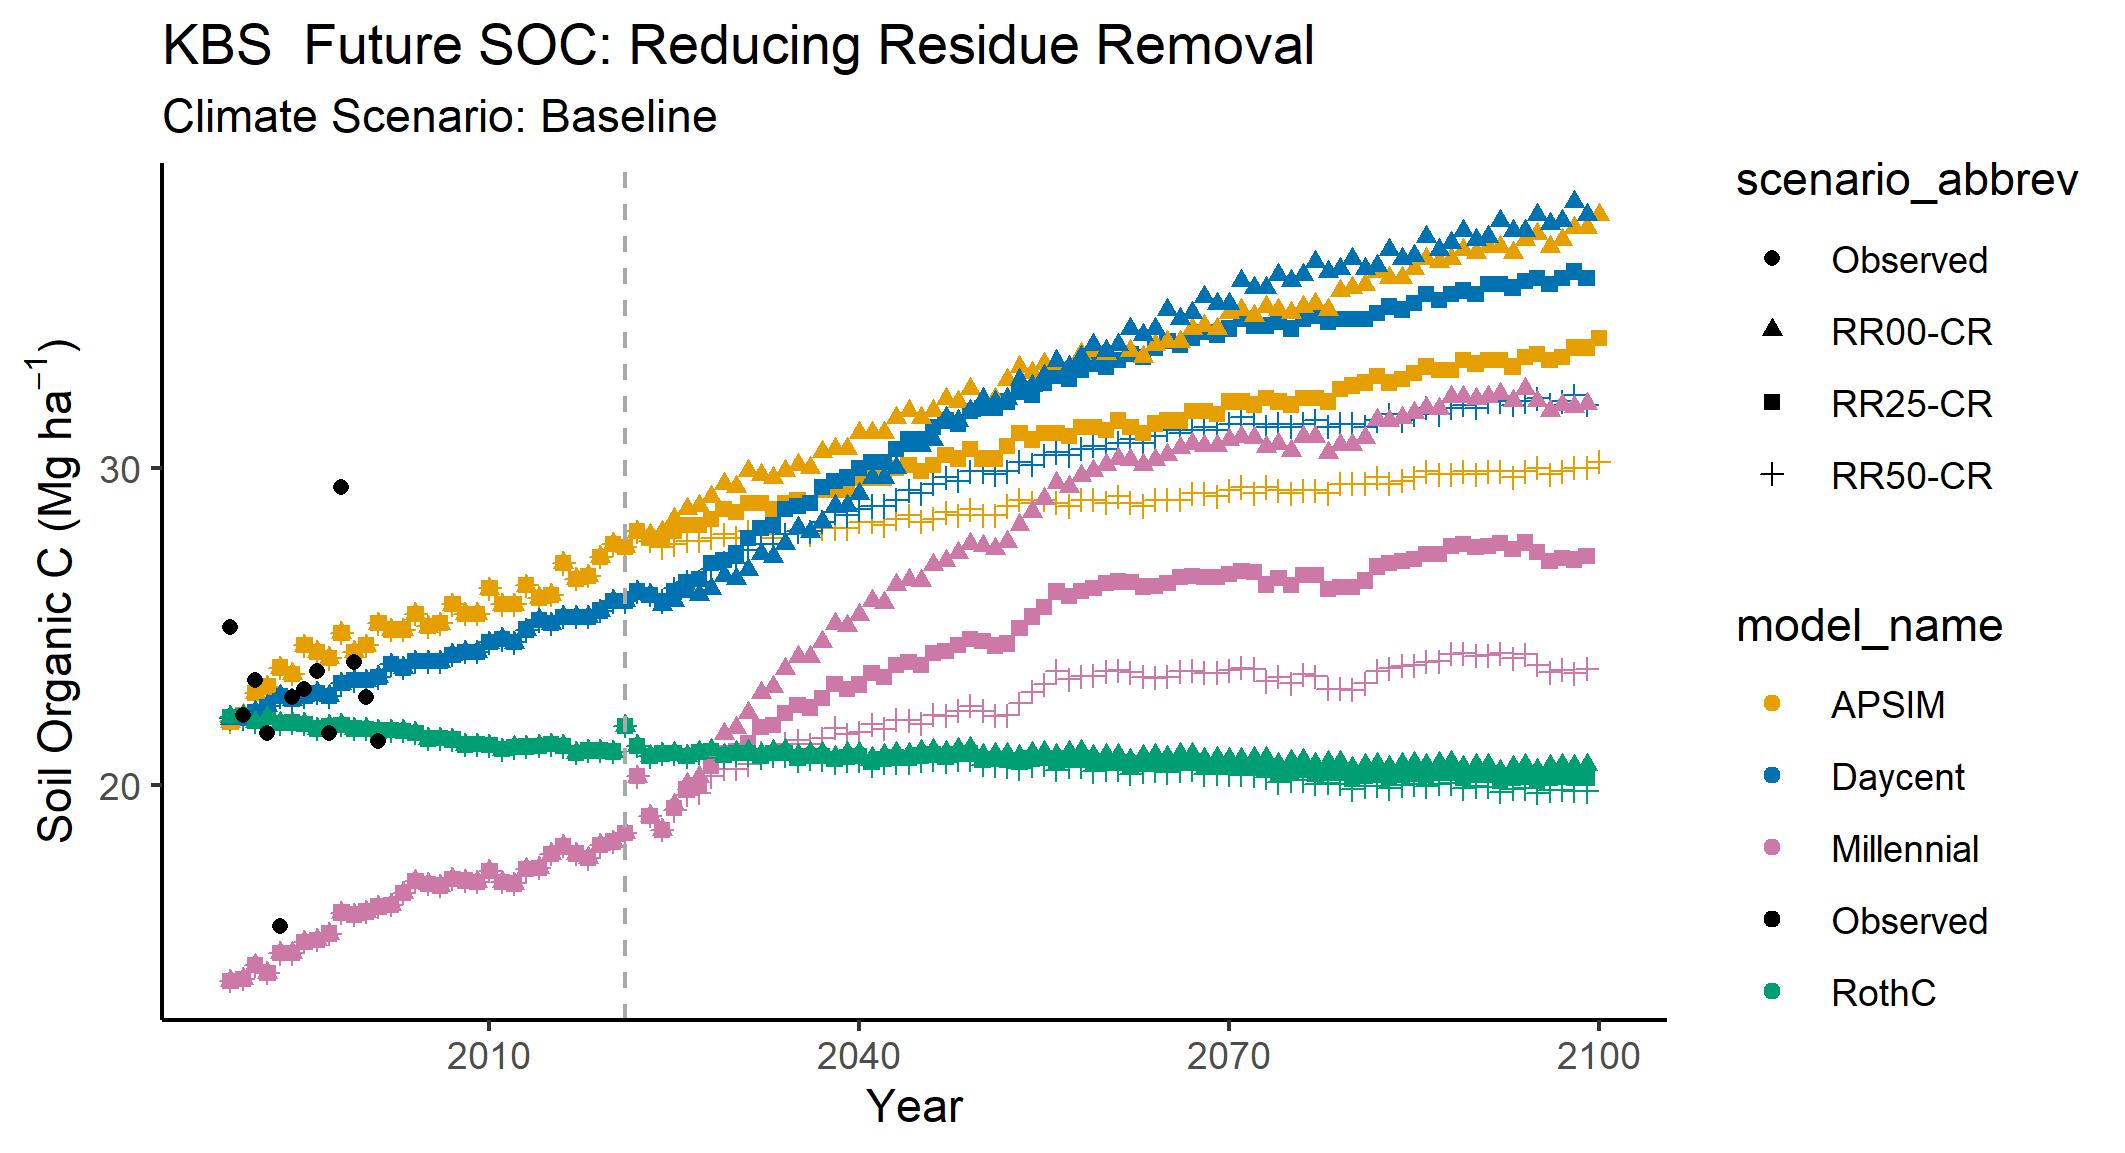 KBS  Future SOC: Reducing Residue Removal
Climate Scenario: Baseline
Soil Organic C (Mg ha⁻¹)
30
20
2010 2040 2070 2100
Year
scenario_abbrev
Observed
RR00-CR
RR25-CR
RR50-CR
model_name
APSIM
Daycent
Millennial
Observed
RothC